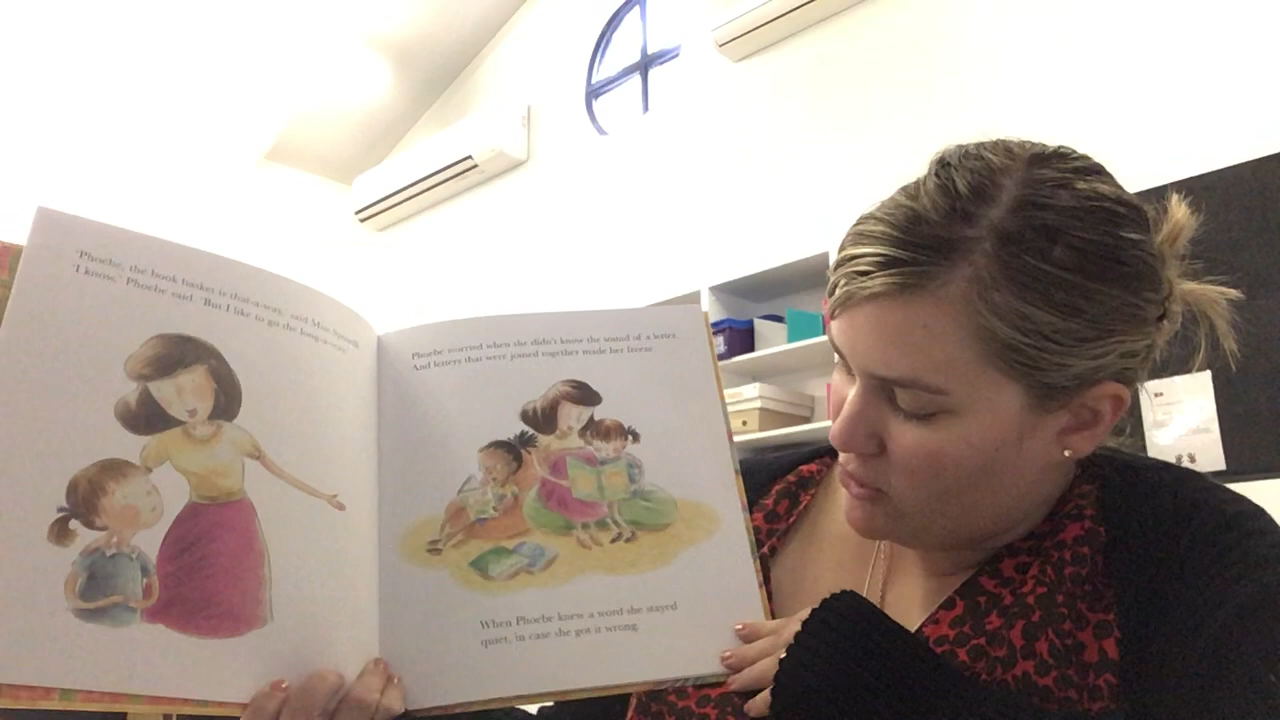 'Phoebe, the book basket is that-a-way,' said Miss
'I know,' Phoebe said. 'But I like to go the long-a-way.'
Phoebe worried when she didn't know the sound of a letter.
And letters that were joined together made her freeze
When Phoebe knew a word she stayed
quiet, in case she got it wrong.